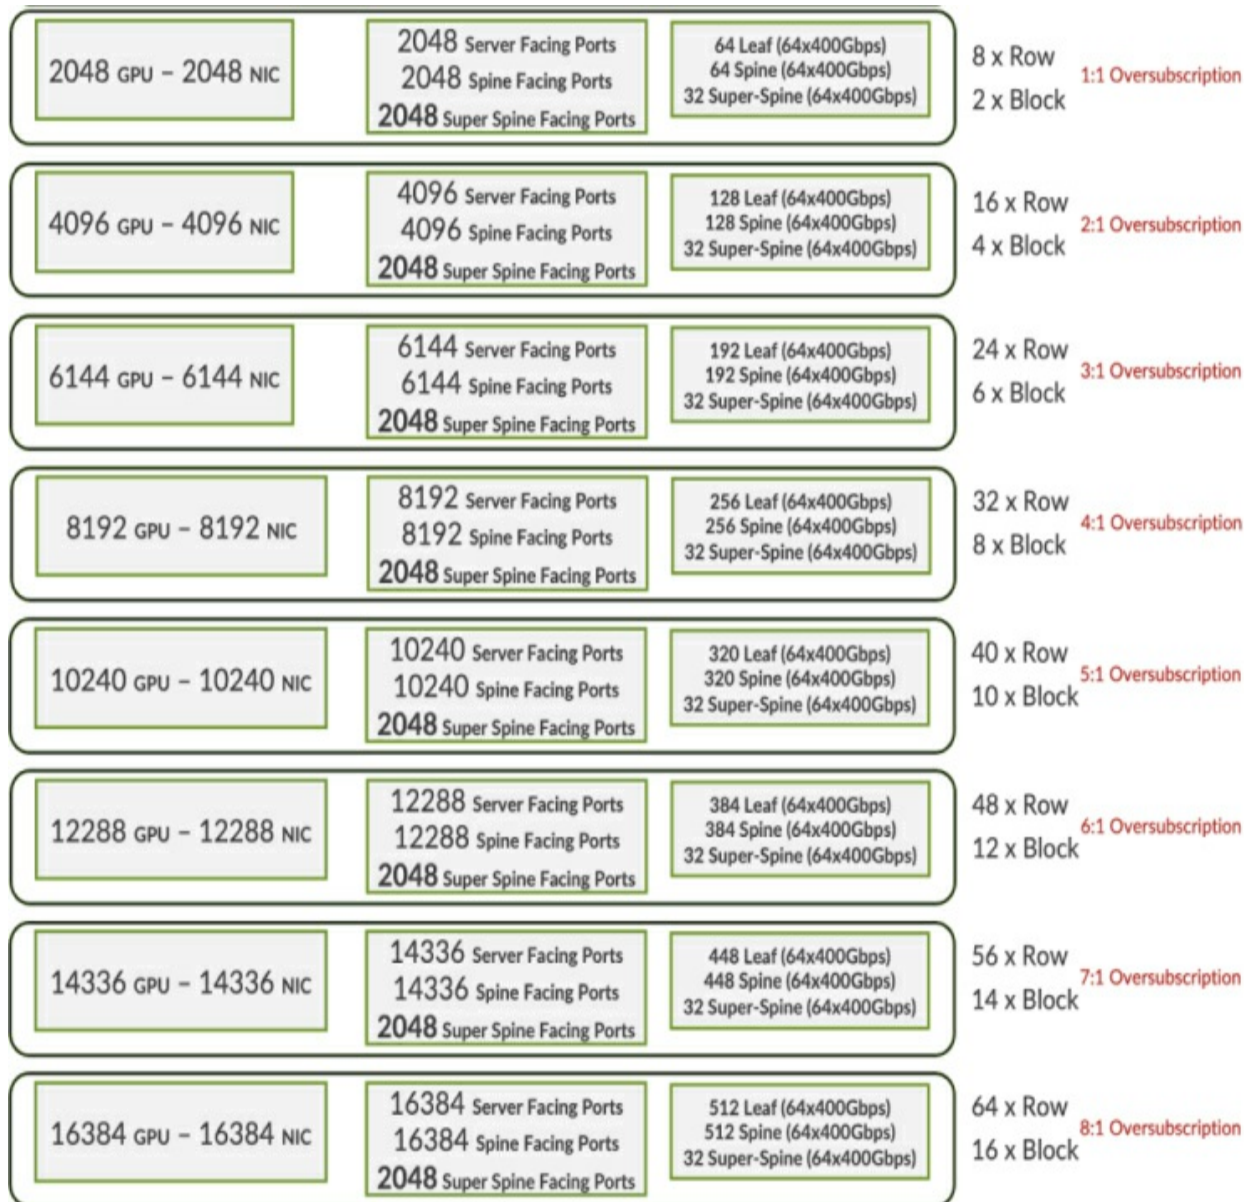 2048 GPU – 2048 NIC
2048 Server Facing Ports
2048 Spine Facing Ports
2048 Super Spine Facing Ports
64 Leaf (64x400Gbps)
64 Spine (64x400Gbps)
32 Super-Spine (64x400Gbps)
8 x Row
2 x Block
1:1 Oversubscription
4096 GPU – 4096 NIC
4096 Server Facing Ports
4096 Spine Facing Ports
2048 Super Spine Facing Ports
128 Leaf (64x400Gbps)
128 Spine (64x400Gbps)
32 Super-Spine (64x400Gbps)
16 x Row
4 x Block
2:1 Oversubscription
6144 GPU – 6144 NIC
6144 Server Facing Ports
6144 Spine Facing Ports
2048 Super Spine Facing Ports
192 Leaf (64x400Gbps)
192 Spine (64x400Gbps)
32 Super-Spine (64x400Gbps)
24 x Row
6 x Block
3:1 Oversubscription
8192 GPU – 8192 NIC
8192 Server Facing Ports
8192 Spine Facing Ports
2048 Super Spine Facing Ports
256 Leaf (64x400Gbps)
256 Spine (64x400Gbps)
32 Super-Spine (64x400Gbps)
32 x Row
8 x Block
4:1 Oversubscription
10240 GPU – 10240 NIC
10240 Server Facing Ports
10240 Spine Facing Ports
2048 Super Spine Facing Ports
320 Leaf (64x400Gbps)
320 Spine (64x400Gbps)
32 Super-Spine (64x400Gbps)
40 x Row
10 x Block
5:1 Oversubscription
12288 GPU – 12288 NIC
12288 Server Facing Ports
12288 Spine Facing Ports
2048 Super Spine Facing Ports
384 Leaf (64x400Gbps)
384 Spine (64x400Gbps)
32 Super-Spine (64x400Gbps)
48 x Row
12 x Block
6:1 Oversubscription
14336 GPU – 14336 NIC
14336 Server Facing Ports
14336 Spine Facing Ports
2048 Super Spine Facing Ports
448 Leaf (64x400Gbps)
448 Spine (64x400Gbps)
32 Super-Spine (64x400Gbps)
56 x Row
14 x Block
7:1 Oversubscription
16384 GPU – 16384 NIC
16384 Server Facing Ports
16384 Spine Facing Ports
2048 Super Spine Facing Ports
512 Leaf (64x400Gbps)
512 Spine (64x400Gbps)
32 Super-Spine (64x400Gbps)
64 x Row
16 x Block
8:1 Oversubscription